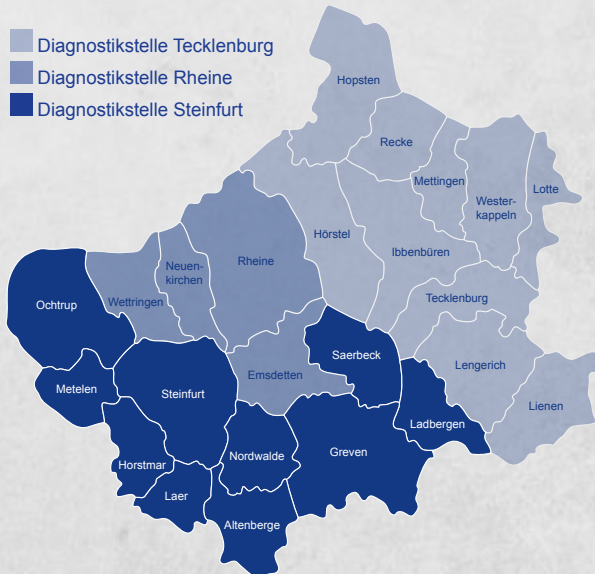 Diagnostikstelle Tecklenburg
Diagnostikstelle Rheine
Diagnostikstelle Steinfurt
Hopsten
Recke
Mettingen
Wester-
kappeln
Lotte
Hörstel
Ibbenbüren
Rheine
Neuen-
kirchen
Wettringen
Ochtrup
Tecklenburg
Saerbeck
Lengerich
Emsdetten
Metelen
Steinfurt
Lienen
Ladbergen
Nordwalde
Greven
Horstmar
Laer
Altenberge